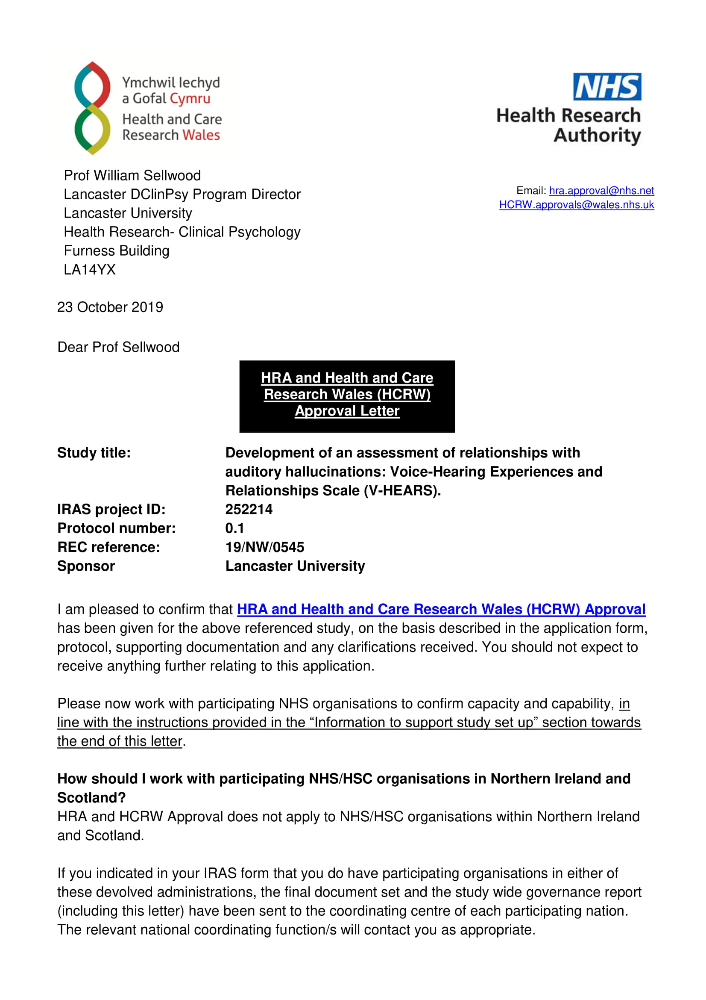 Ymchwil Iechyd
a Gofal Cymru
Health and Care
Research Wales
NHS
Health Research
Authority
Prof William Sellwood
Lancaster DClinPsy Program Director
Lancaster University
Health Research- Clinical Psychology
Furness Building
LA14YX
Email: hra.approval@nhs.net
HCRW.approvals@wales.nhs.uk
23 October 2019
Dear Prof Sellwood
HRA and Health and Care
Research Wales (HCRW)
Approval Letter
Study title: Development of an assessment of relationships with
auditory hallucinations: Voice-Hearing Experiences and
Relationships Scale (V-HEARS).
IRAS project ID: 252214
Protocol number: 0.1
REC reference: 19/NW/0545
Sponsor Lancaster University
I am pleased to confirm that HRA and Health and Care Research Wales (HCRW) Approval
has been given for the above referenced study, on the basis described in the application form,
protocol, supporting documentation and any clarifications received. You should not expect to
receive anything further relating to this application.
Please now work with participating NHS organisations to confirm capacity and capability, in
line with the instructions provided in the “Information to support study set up” section towards
the end of this letter.
How should I work with participating NHS/HSC organisations in Northern Ireland and
Scotland?
HRA and HCRW Approval does not apply to NHS/HSC organisations within Northern Ireland
and Scotland.
If you indicated in your IRAS form that you do have participating organisations in either of
these devolved administrations, the final document set and the study wide governance report
(including this letter) have been sent to the coordinating centre of each participating nation.
The relevant national coordinating function/s will contact you as appropriate.